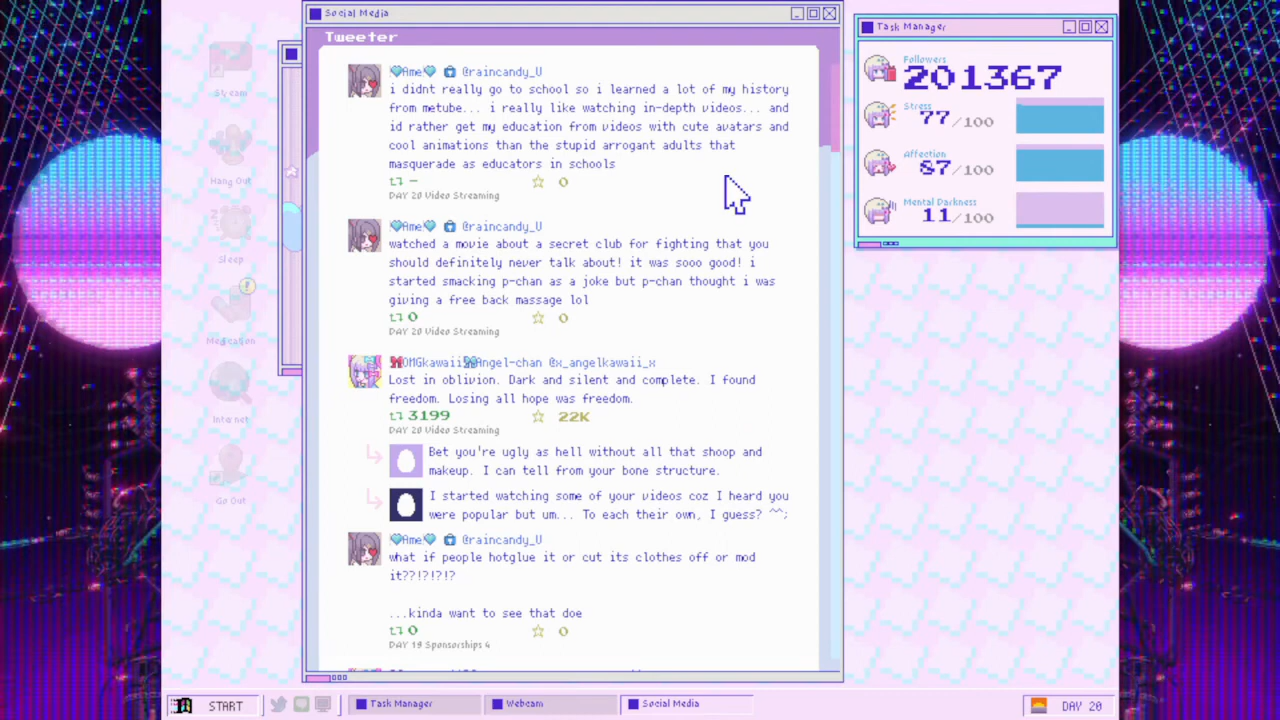 Social Media
Tweeter
Ame @raincandy_U
i didnt really go to school so i learned a lot of my history
from metube... i really like watching in-depth videos... and
id rather get my education from videos with cute avatars and
cool animations than the stupid arrogant adults that
masquerade as educators in schools
— 0
DAY 20 Video Streaming
Ame @raincandy_U
watched a movie about a secret club for fighting that you
should definitely never talk about! it was sooo good! i
started smacking p-chan as a joke but p-chan thought i was
giving a free back massage lol
0 0
DAY 20 Video Streaming
OMGkawaii Angel-chan @x_angelkawaii_x
Lost in oblivion. Dark and silent and complete. I found
freedom. Losing all hope was freedom.
3199 22K
DAY 20 Video Streaming
Bet you're ugly as hell without all that shoop and
makeup. I can tell from your bone structure.
I started watching some of your videos coz I heard you
were popular but um... To each their own, I guess? ^^;
Ame @raincandy_U
what if people hotglue it or cut its clothes off or mod
it??!?!?!?
...kinda want to see that doe
0 0
DAY 19 Sponsorships 4
Task Manager
Followers
201367
Stress
77/100
Affection
87/100
Mental Darkness
11/100
Stream
Hang Out
Sleep
Medication
Internet
Go Out
START
Task Manager
Webcam
Social Media
DAY 20